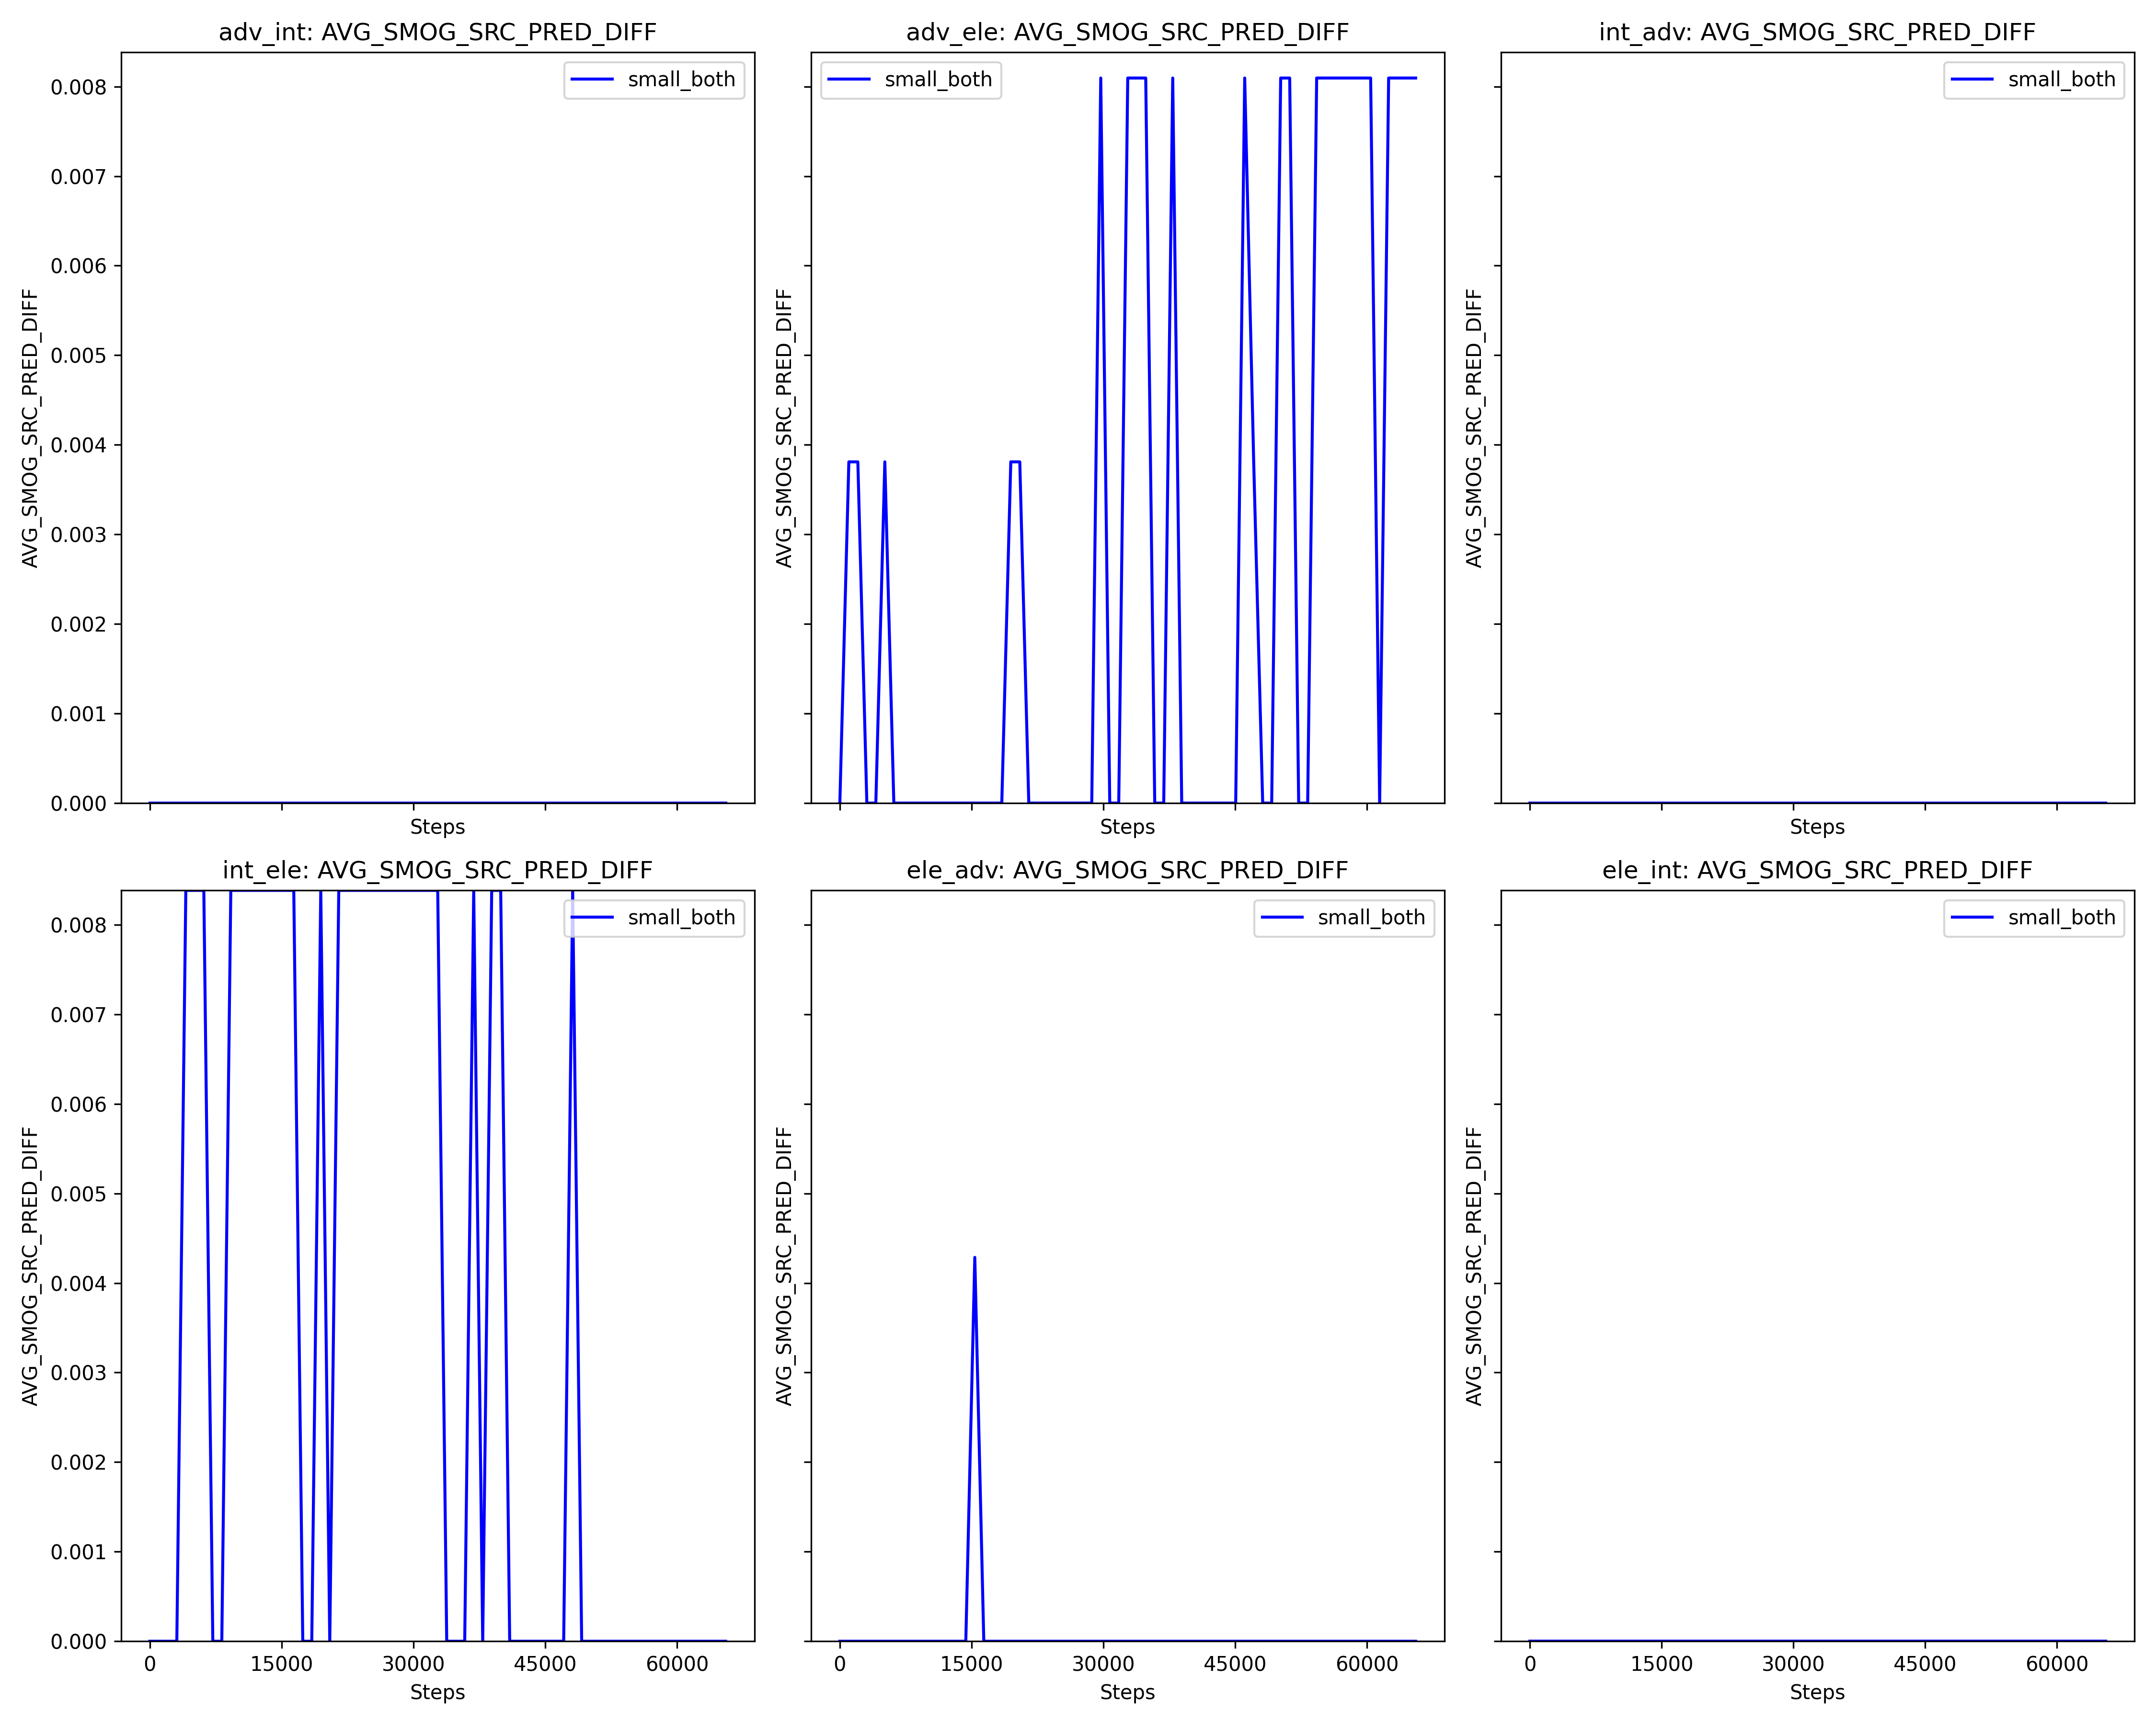 adv_int: AVG_SMOG_SRC_PRED_DIFF
adv_ele: AVG_SMOG_SRC_PRED_DIFF
int_adv: AVG_SMOG_SRC_PRED_DIFF
small_both
small_both
small_both
0.008
0.007
0.006
0.005
0.004
0.003
0.002
0.001
0.000
AVG_SMOG_SRC_PRED_DIFF
AVG_SMOG_SRC_PRED_DIFF
AVG_SMOG_SRC_PRED_DIFF
Steps
Steps
Steps
int_ele: AVG_SMOG_SRC_PRED_DIFF
ele_adv: AVG_SMOG_SRC_PRED_DIFF
ele_int: AVG_SMOG_SRC_PRED_DIFF
small_both
small_both
small_both
0.008
0.007
0.006
0.005
0.004
0.003
0.002
0.001
0.000
AVG_SMOG_SRC_PRED_DIFF
AVG_SMOG_SRC_PRED_DIFF
AVG_SMOG_SRC_PRED_DIFF
0 15000 30000 45000 60000
0 15000 30000 45000 60000
0 15000 30000 45000 60000
Steps
Steps
Steps